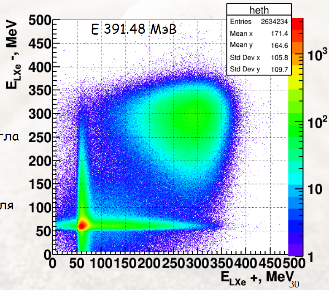 E 391.48 МэВ
heth
Entries 2634234
Mean x 171.4
Mean y 164.6
Std Dev x 105.8
Std Dev y 109.7
E_LXe -, MeV
500
450
400
350
300
250
200
150
100
50
0
0 50 100 150 200 250 300 350 400 450 500
E_LXe +, MeV
10³
10²
10
1
гла
ля
30